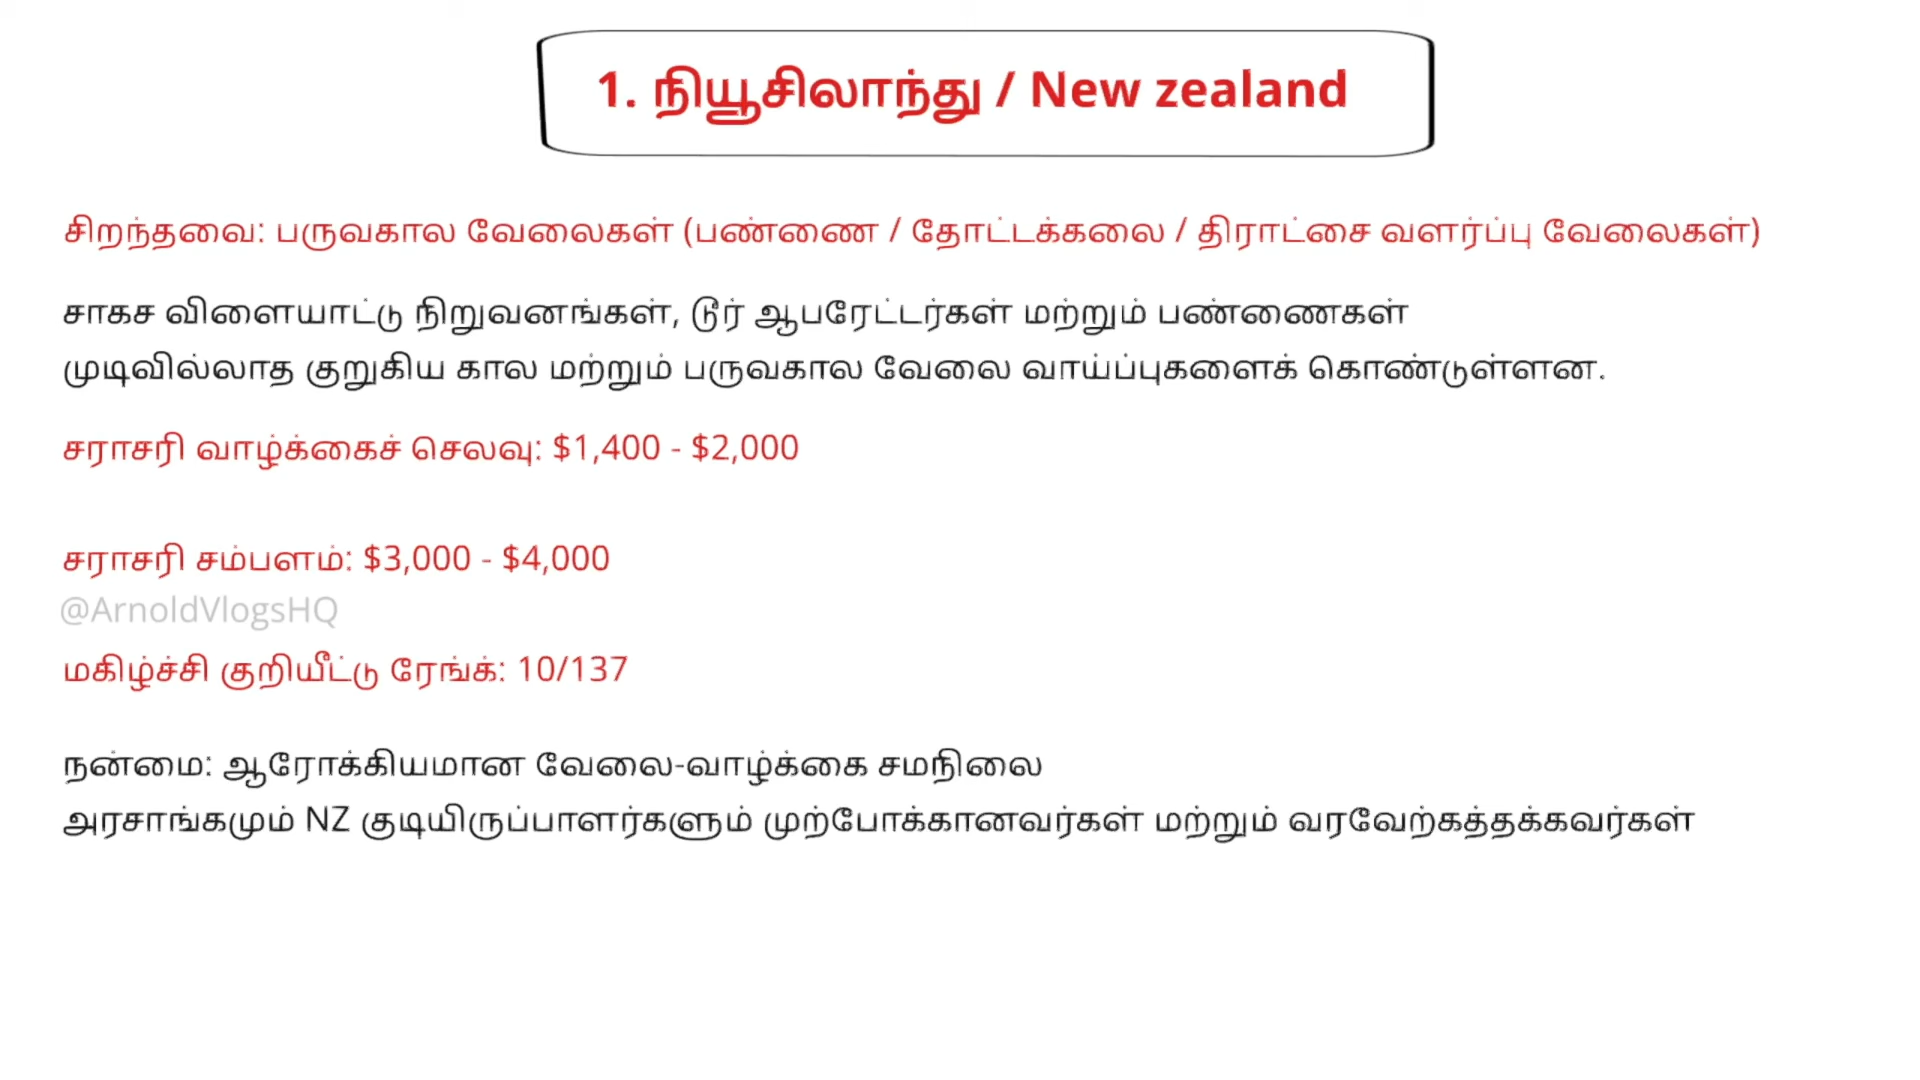 1. நியூசிலாந்து / New zealand
சிறந்தவை: பருவகால வேலைகள் (பண்ணை / தோட்டக்கலை / திராட்சை வளர்ப்பு வேலைகள்)
சாகச விளையாட்டு நிறுவனங்கள், டூர் ஆபரேட்டர்கள் மற்றும் பண்ணைகள்
முடிவில்லாத குறுகிய கால மற்றும் பருவகால வேலை வாய்ப்புகளைக் கொண்டுள்ளன.
சராசரி வாழ்க்கைச் செலவு: $1,400 - $2,000
சராசரி சம்பளம்: $3,000 - $4,000
@ArnoldVlogsHQ
மகிழ்ச்சி குறியீட்டு ரேங்க்: 10/137
நன்மை: ஆரோக்கியமான வேலை-வாழ்க்கை சமநிலை
அரசாங்கமும் NZ குடியிருப்பாளர்களும் முற்போக்கானவர்கள் மற்றும் வரவேற்கத்தக்கவர்கள்